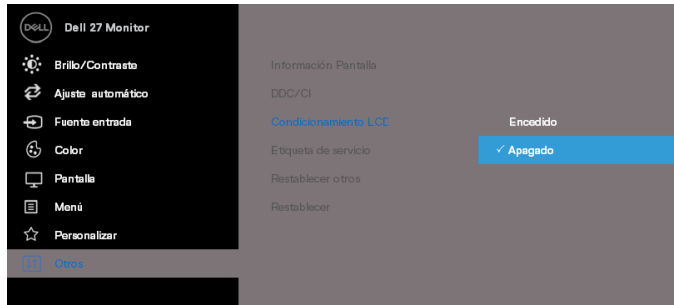 DELL Dell 27 Monitor
Brillo/Contraste
Ajuste automático
Fuente entrada
Color
Pantalla
Menú
Personalizar
Otros
Información Pantalla
DDC/CI
Condicionamiento LCD
Etiqueta de servicio
Restablecer otros
Restablecer
Encedido
✓ Apagado